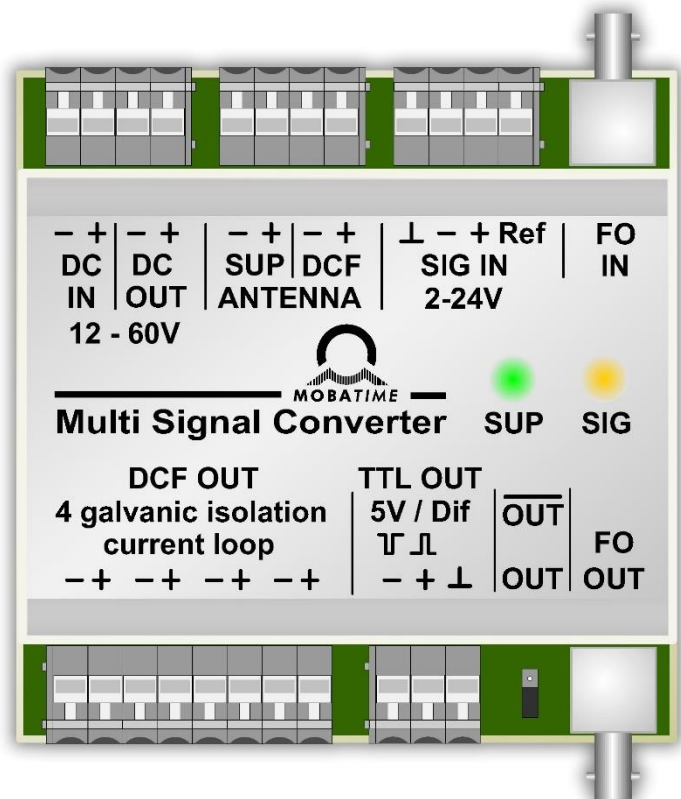 − + − + − + − + ⊥ − + Ref FO
DC DC SUP DCF SIG IN IN
IN OUT ANTENNA 2-24V
12 - 60V
MOBATIME
Multi Signal Converter SUP SIG
DCF OUT TTL OUT
4 galvanic isolation 5V / Dif OUT
current loop FO
− + − + − + − + − + ⊥ OUT OUT